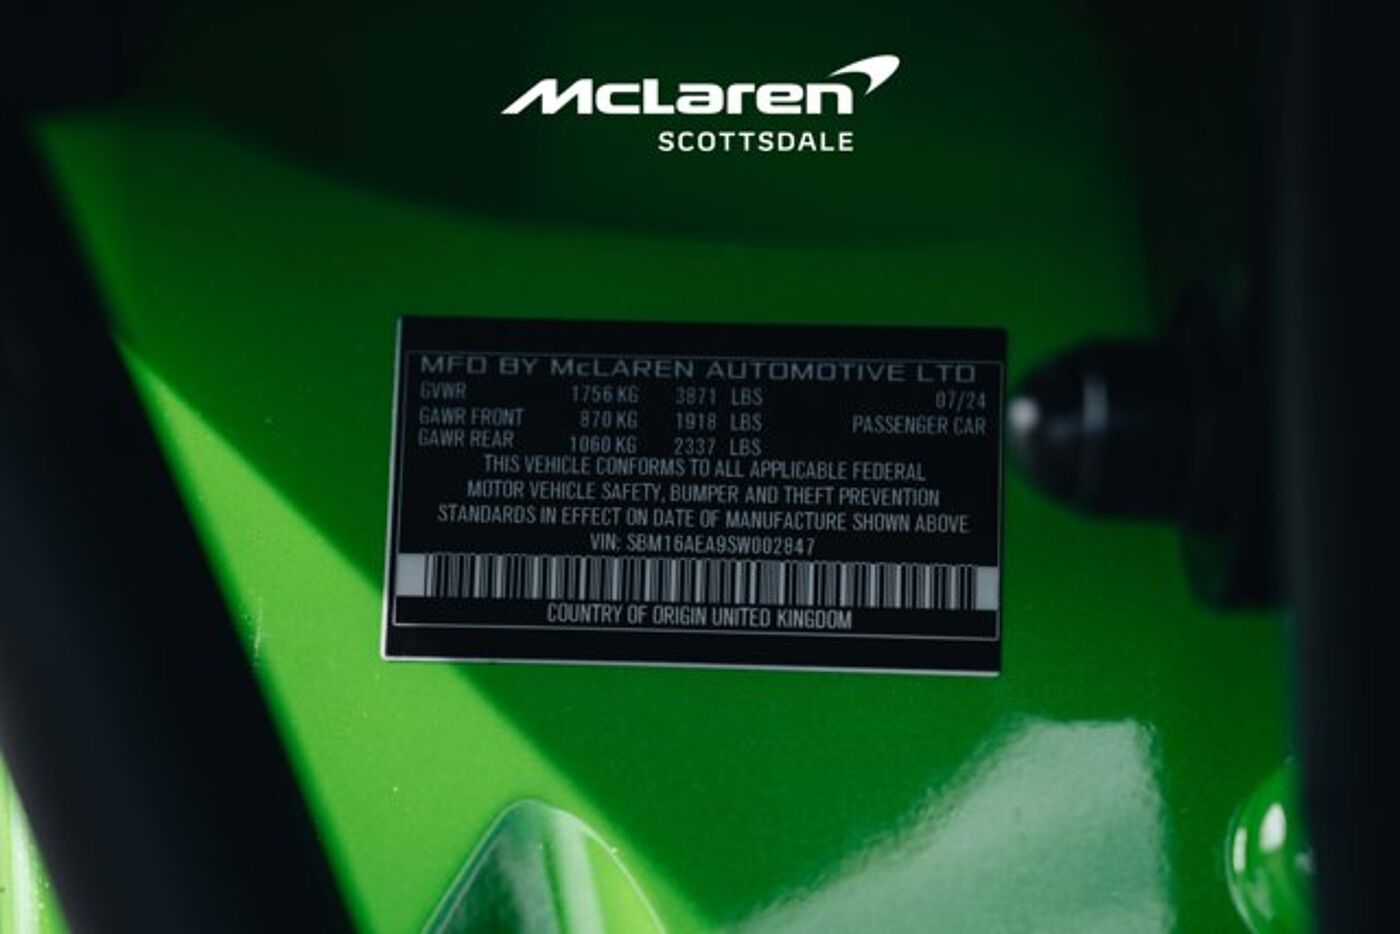 McLaren
SCOTTSDALE
MFD BY McLAREN AUTOMOTIVE LTD
GVWR 1756 KG 3871 LBS 07/24
GAWR FRONT 870 KG 1918 LBS PASSENGER CAR
GAWR REAR 1060 KG 2337 LBS
THIS VEHICLE CONFORMS TO ALL APPLICABLE FEDERAL
MOTOR VEHICLE SAFETY, BUMPER AND THEFT PREVENTION
STANDARDS IN EFFECT ON DATE OF MANUFACTURE SHOWN ABOVE
VIN: SBM16AEA9SW002847
COUNTRY OF ORIGIN UNITED KINGDOM